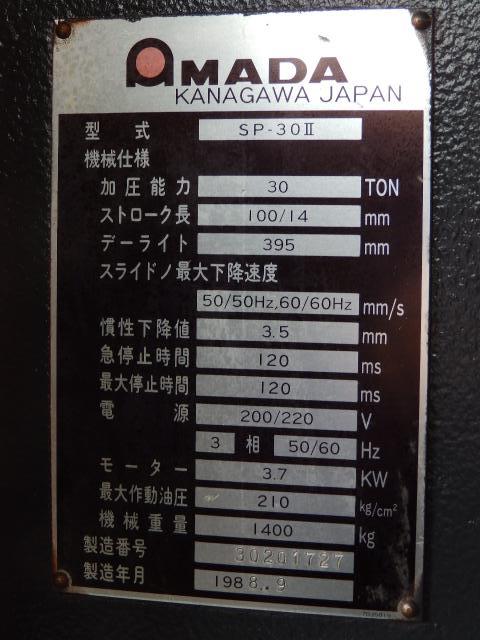 AMADA
KANAGAWA JAPAN
型式 SP-30II
機械仕様
加圧能力 30 TON
ストローク長 100/14 mm
デーライト 395 mm
スライドノ最大下降速度
50/50Hz,60/60Hz mm/s
慣性下降値 3.5 mm
急停止時間 120 ms
最大停止時間 120 ms
電源 200/220 V
3 相 50/60 Hz
モーター 3.7 KW
最大作動油圧 210 kg/cm²
機械重量 1400 kg
製造番号 30201727
製造年月 1988.9